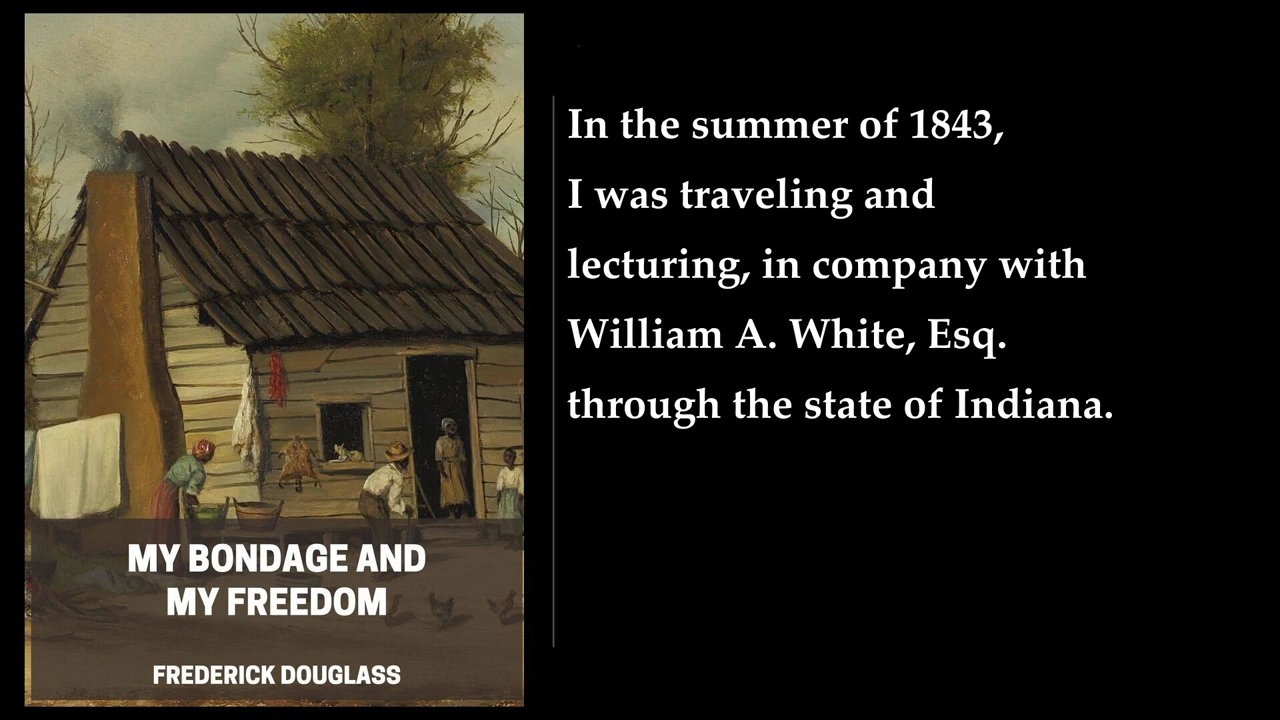 In the summer of 1843,
I was traveling and
lecturing, in company with
William A. White, Esq.
through the state of Indiana.
MY BONDAGE AND
MY FREEDOM
FREDERICK DOUGLASS